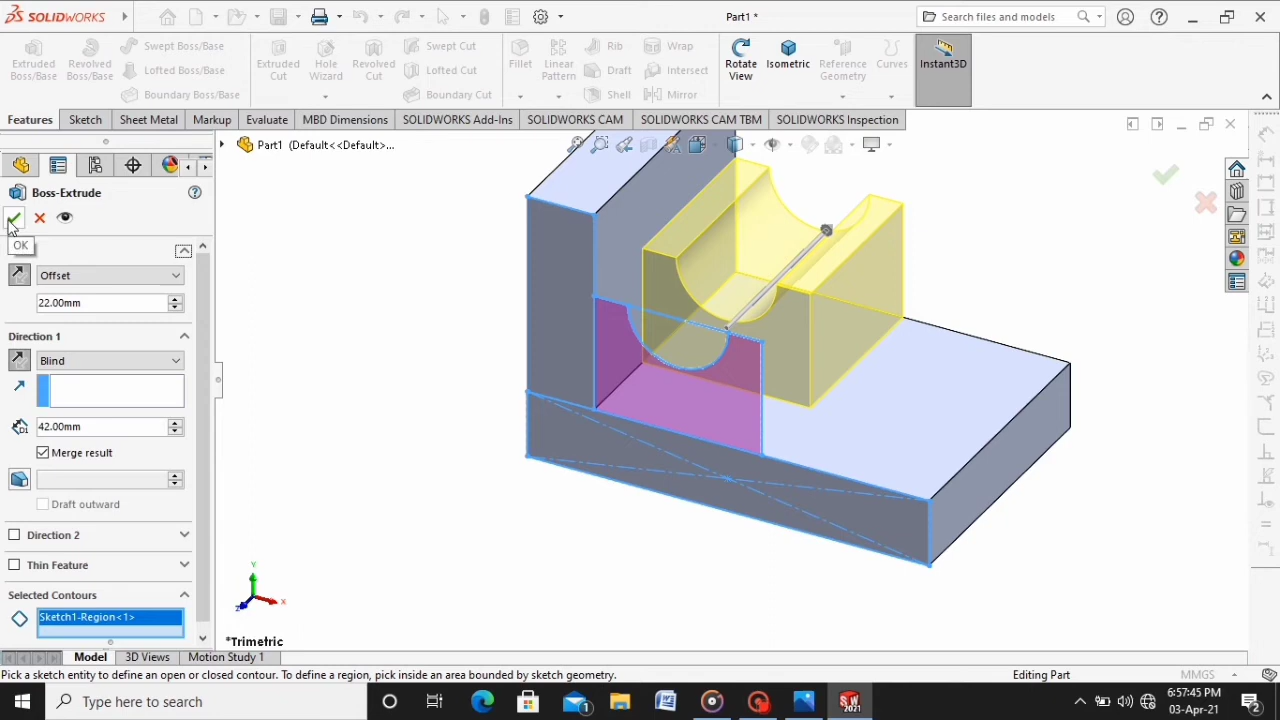 SOLIDWORKS
Part1 *
Search files and models
Extruded Boss/Base
Revolved Boss/Base
Swept Boss/Base
Lofted Boss/Base
Boundary Boss/Base
Extruded Cut
Hole Wizard
Revolved Cut
Swept Cut
Lofted Cut
Boundary Cut
Fillet
Linear Pattern
Rib
Draft
Shell
Wrap
Intersect
Mirror
Rotate View
Isometric
Reference Geometry
Curves
Instant3D
Features
Sketch
Sheet Metal
Markup
Evaluate
MBD Dimensions
SOLIDWORKS Add-Ins
SOLIDWORKS CAM
SOLIDWORKS CAM TBM
SOLIDWORKS Inspection
Part1 (Default<<Default>...
Boss-Extrude
OK
Offset
22.00mm
Direction 1
Blind
42.00mm
Merge result
Draft outward
Direction 2
Thin Feature
Selected Contours
Sketch1-Region<1>
Y
X
Z
*Trimetric
Model
3D Views
Motion Study 1
Pick a sketch entity to define an open or closed contour. To define a region, pick inside an area bounded by sketch geometry.
Editing Part
MMGS
Type here to search
1
SW
2021
6:57:45 PM
03-Apr-21
2